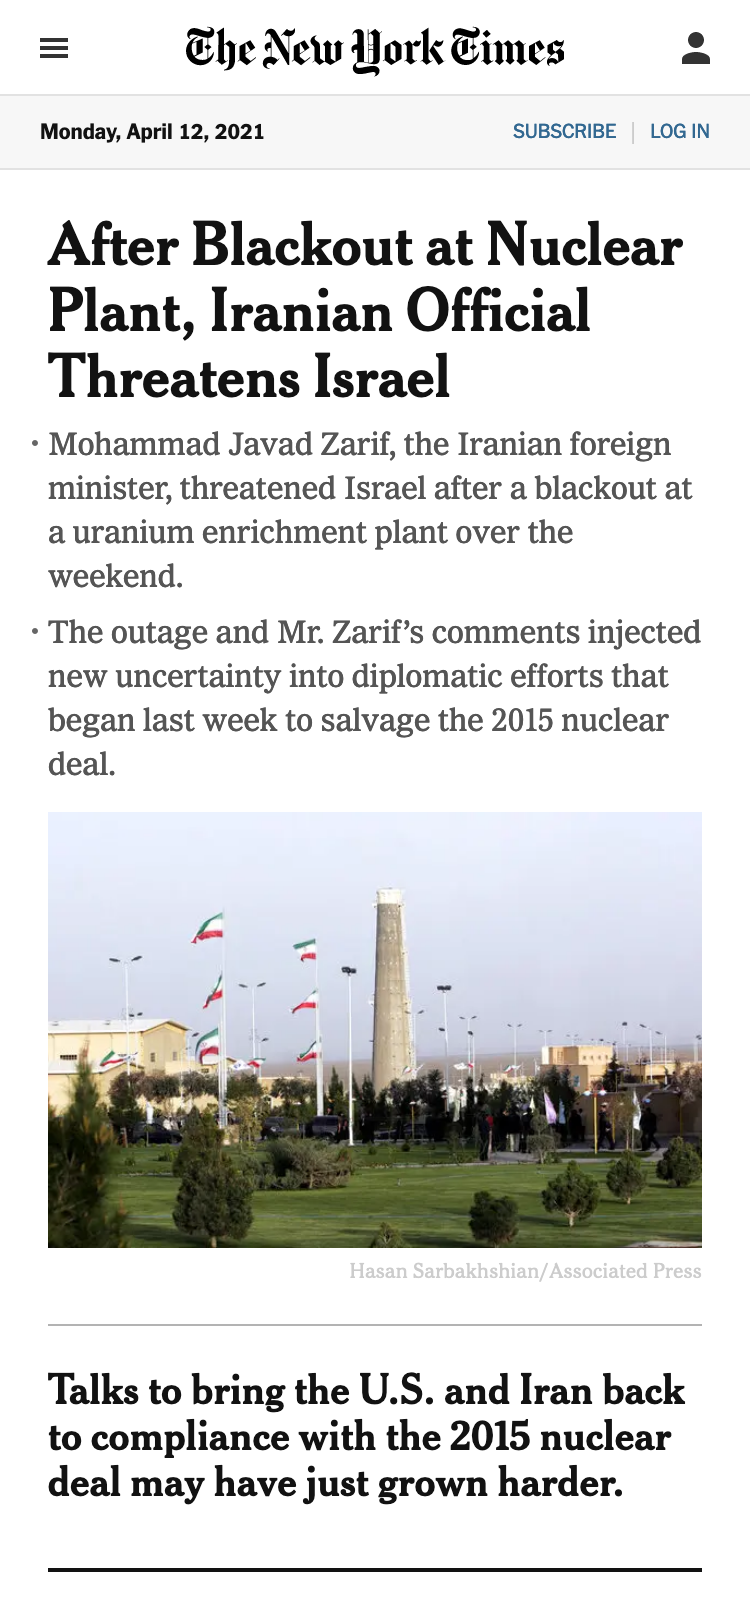 The New York Times
Monday, April 12, 2021
SUBSCRIBE | LOG IN
After Blackout at Nuclear
Plant, Iranian Official
Threatens Israel
• Mohammad Javad Zarif, the Iranian foreign
minister, threatened Israel after a blackout at
a uranium enrichment plant over the
weekend.
• The outage and Mr. Zarif’s comments injected
new uncertainty into diplomatic efforts that
began last week to salvage the 2015 nuclear
deal.
Hasan Sarbakhshian/Associated Press
Talks to bring the U.S. and Iran back
to compliance with the 2015 nuclear
deal may have just grown harder.